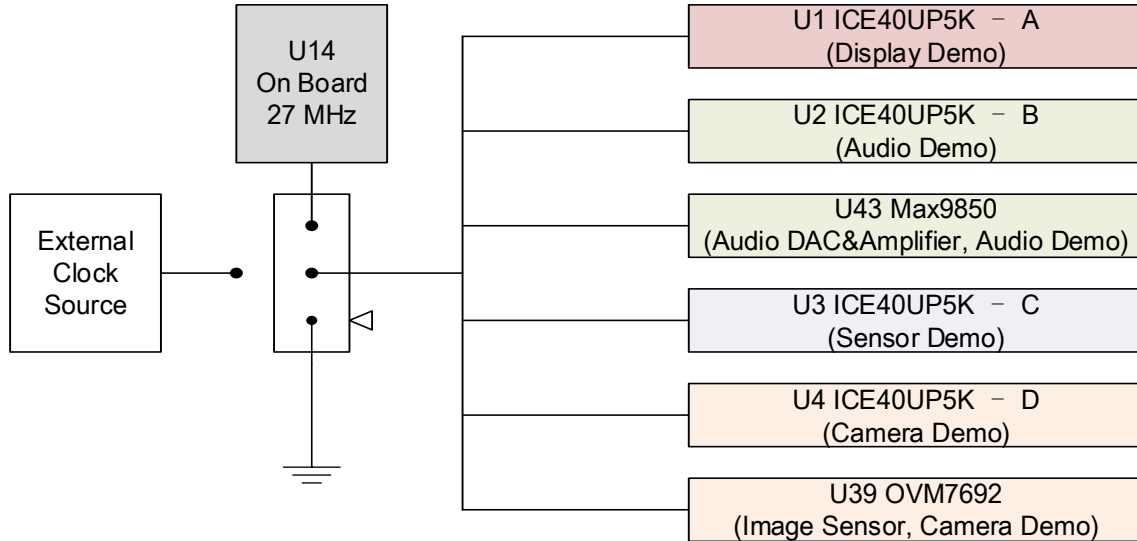 U14
On Board
27 MHz
External
Clock
Source
U1 ICE40UP5K – A
(Display Demo)
U2 ICE40UP5K – B
(Audio Demo)
U43 Max9850
(Audio DAC&Amplifier, Audio Demo)
U3 ICE40UP5K – C
(Sensor Demo)
U4 ICE40UP5K – D
(Camera Demo)
U39 OVM7692
(Image Sensor, Camera Demo)